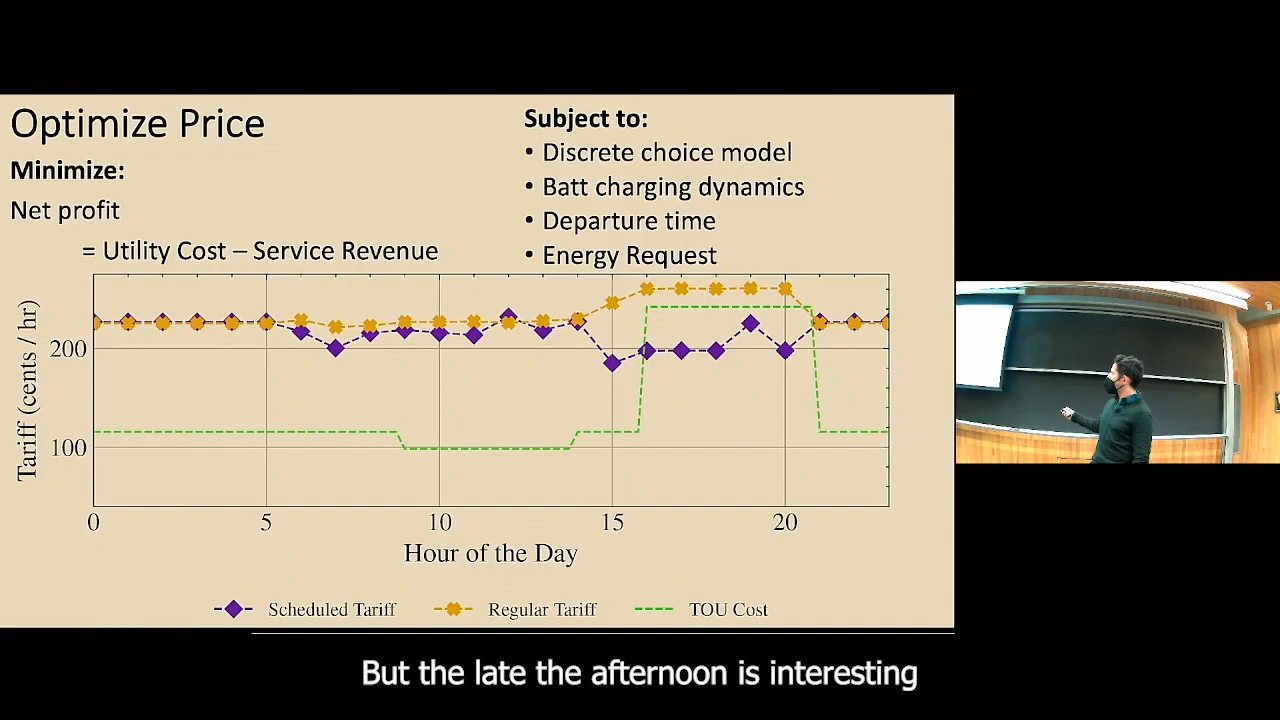 Optimize Price
Minimize:
Net profit
= Utility Cost – Service Revenue
Subject to:
• Discrete choice model
• Batt charging dynamics
• Departure time
• Energy Request
Tariff (cents / hr)
200
100
0 5 10 15 20
Hour of the Day
Scheduled Tariff Regular Tariff TOU Cost
But the late the afternoon is interesting